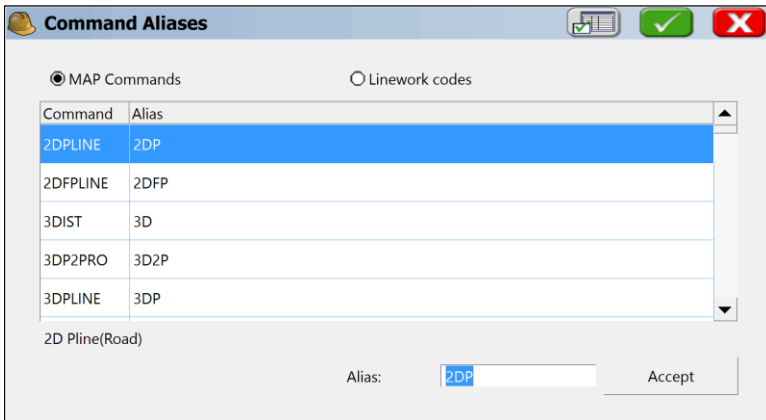 Command Aliases
MAP Commands Linework codes
Command Alias
2DPLINE 2DP
2DFPLINE 2DFP
3DIST 3D
3DP2PRO 3D2P
3DPLINE 3DP
2D Pline(Road)
Alias: 2DP Accept